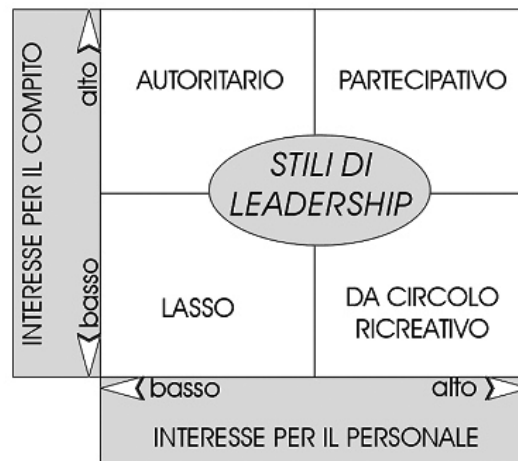 INTERESSE PER IL COMPITO
alto
basso
AUTORITARIO
PARTECIPATIVO
STILI DI
LEADERSHIP
LASSO
DA CIRCOLO
RICREATIVO
basso
alto
INTERESSE PER IL PERSONALE